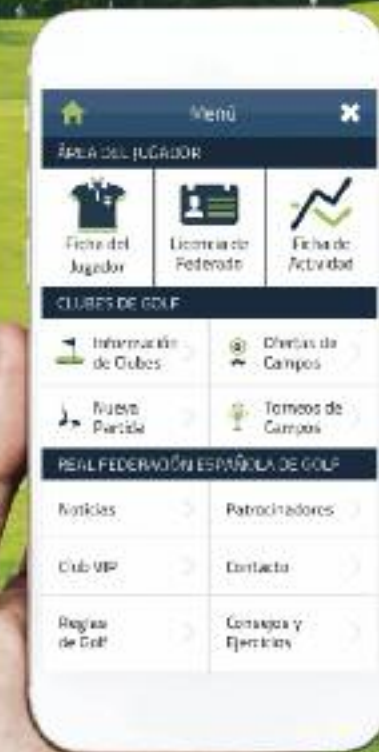 Menú
ÁREA DEL JUGADOR
Ficha del
Jugador
Licencia de
Federado
Ficha de
Actividad
CLUBES DE GOLF
Información
de Clubes
Ofertas de
Campos
Nueva
Partida
Torneos de
Campos
REAL FEDERACIÓN ESPAÑOLA DE GOLF
Noticias
Patrocinadores
Club VIP
Contacto
Reglas
de Golf
Consejos y
Ejercicios